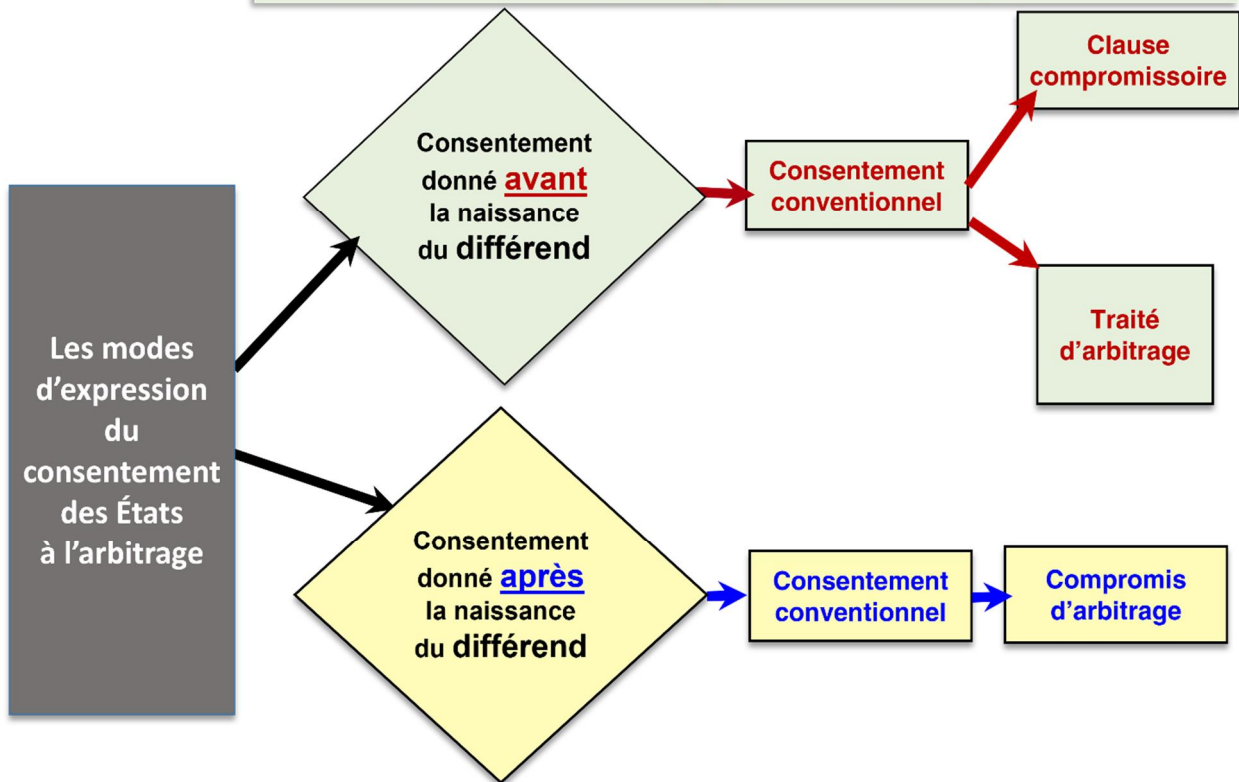 Les modes
d'expression
du
consentement
des États
à l'arbitrage
Consentement
donné avant
la naissance
du différend
Consentement
conventionnel
Clause
compromissoire
Traité
d'arbitrage
Consentement
donné après
la naissance
du différend
Consentement
conventionnel
Compromis
d'arbitrage